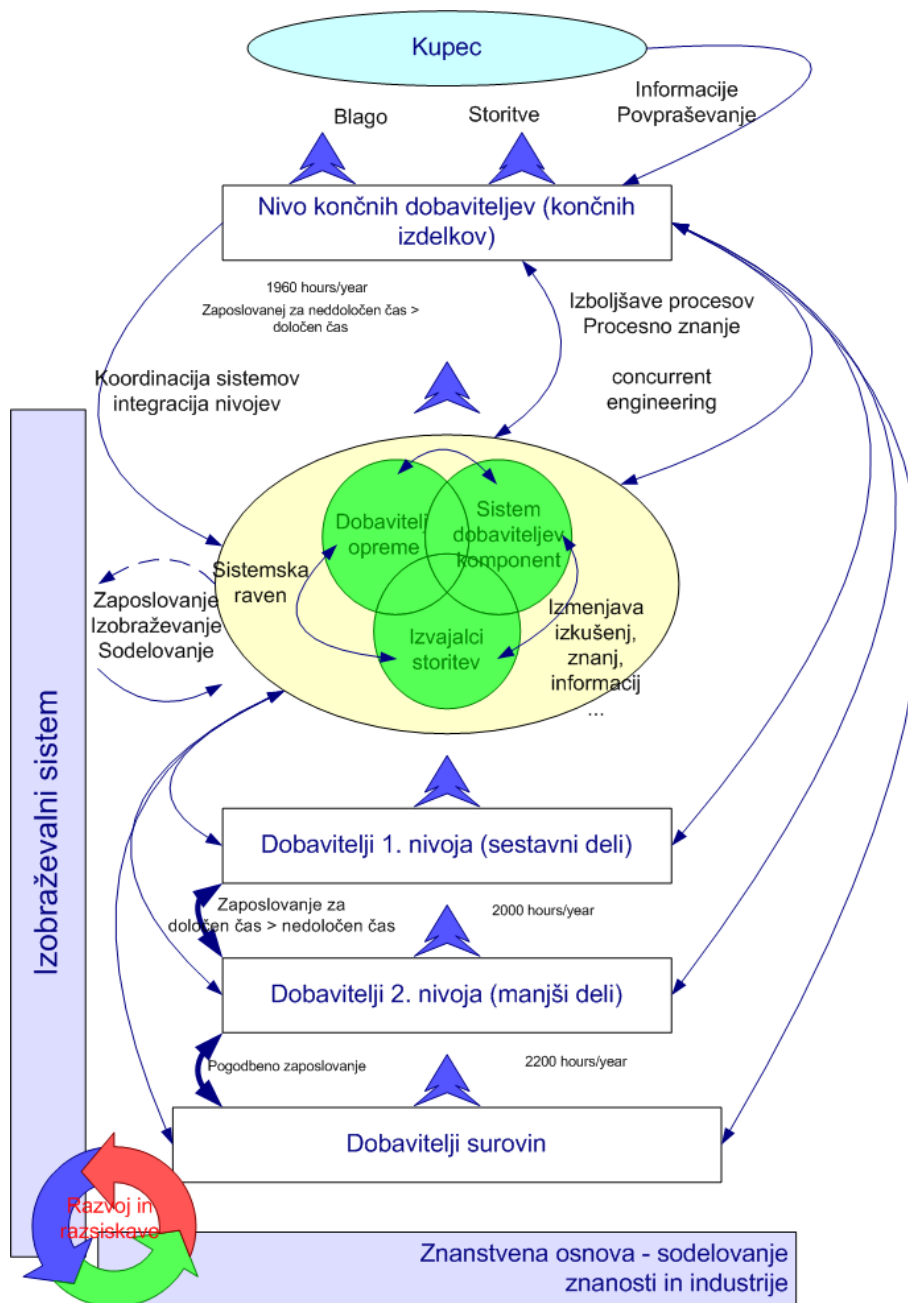 Kupec
Informacije
Povpraševanje
Blago
Storitve
Nivo končnih dobaviteljev (končnih
izdelkov)
1960 hours/year
Zaposlovanej za neddoločen čas >
določen čas
Izboljšave procesov
Procesno znanje
Koordinacija sistemov
integracija nivojev
concurrent
engineering
Dobavitelj
opreme
Sistem
dobaviteljev
komponent
Sistemska
raven
Zaposlovanje
Izobraževanje
Sodelovanje
Izvajalci
storitev
Izmenjava
izkušenj,
znanj,
informacij
...
Izobraževalni sistem
Dobavitelji 1. nivoja (sestavni deli)
Zaposlovanje za
določen čas > nedoločen čas
2000 hours/year
Dobavitelji 2. nivoja (manjši deli)
Pogodbeno zaposlovanje
2200 hours/year
Dobavitelji surovin
Razvoj in
razsiskave
Znanstvena osnova - sodelovanje
znanosti in industrije